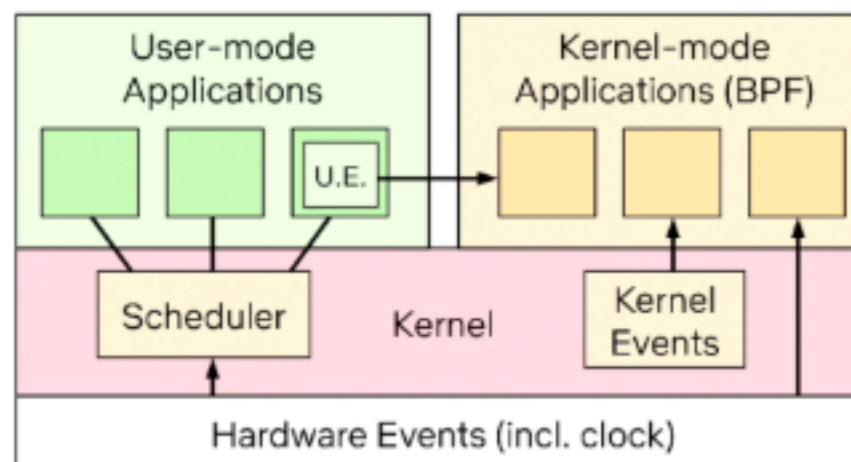 User-mode
Applications
Kernel-mode
Applications (BPF)
U.E.
Scheduler
Kernel
Kernel
Events
Hardware Events (incl. clock)